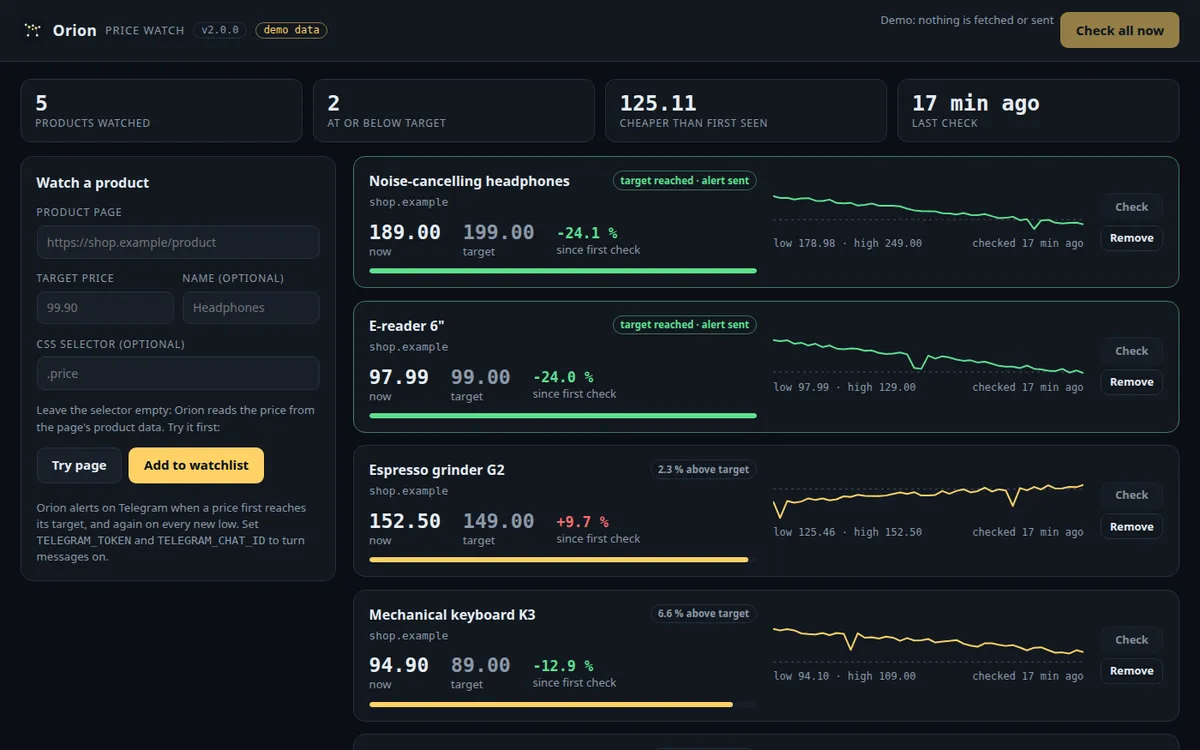 Orion PRICE WATCH v2.0.0 demo data
Demo: nothing is fetched or sent
Check all now
5
PRODUCTS WATCHED
2
AT OR BELOW TARGET
125.11
CHEAPER THAN FIRST SEEN
17 min ago
LAST CHECK
Watch a product
PRODUCT PAGE
https://shop.example/product
TARGET PRICE
NAME (OPTIONAL)
99.90
Headphones
CSS SELECTOR (OPTIONAL)
.price
Leave the selector empty: Orion reads the price from
the page's product data. Try it first:
Try page
Add to watchlist
Orion alerts on Telegram when a price first reaches
its target, and again on every new low. Set
TELEGRAM_TOKEN and TELEGRAM_CHAT_ID to turn
messages on.
Noise-cancelling headphones
target reached · alert sent
shop.example
189.00 199.00 -24.1 %
now target since first check
low 178.98 · high 249.00
checked 17 min ago
Check
Remove
E-reader 6"
target reached · alert sent
shop.example
97.99 99.00 -24.0 %
now target since first check
low 97.99 · high 129.00
checked 17 min ago
Check
Remove
Espresso grinder G2
2.3 % above target
shop.example
152.50 149.00 +9.7 %
now target since first check
low 125.46 · high 152.50
checked 17 min ago
Check
Remove
Mechanical keyboard K3
6.6 % above target
shop.example
94.90 89.00 -12.9 %
now target since first check
low 94.10 · high 109.00
checked 17 min ago
Check
Remove